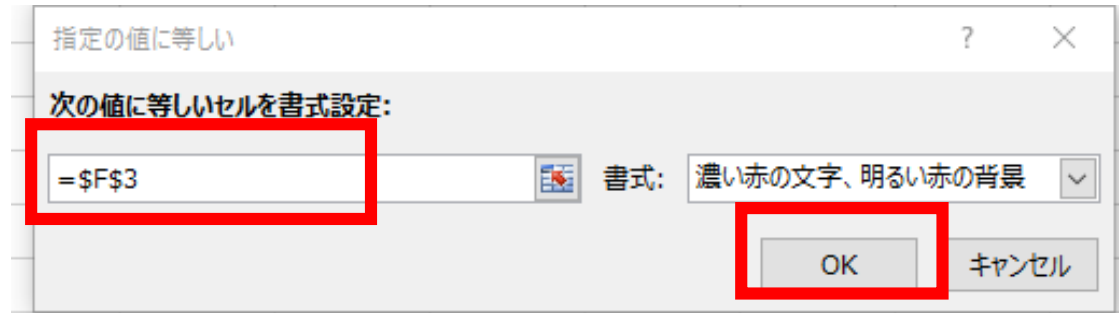 指定の値に等しい ? ×
次の値に等しいセルを書式設定:
=$F$3 書式: 濃い赤の文字、明るい赤の背景
OK キャンセル